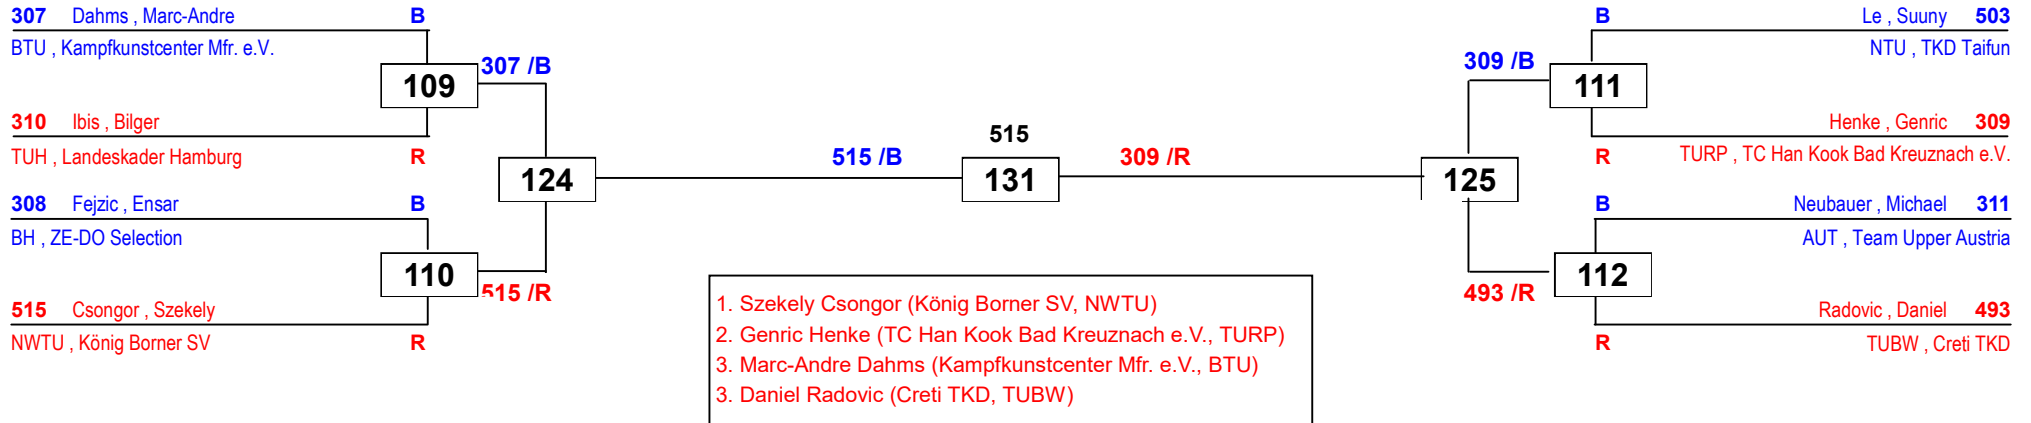 307 Dahms , Marc-Andre B
BTU , Kampfkunstcenter Mfr. e.V.
109
307 /B
310 Ibis , Bilger
TUH , Landeskader Hamburg R
124
308 Fejzic , Ensar B
BH , ZE-DO Selection
110
515 /R
515 Csongor , Szekely
NWTU , König Borner SV R
515 /B
515
131
309 /R
B Le , Suuny 503
NTU , TKD Taifun
309 /B
111
Henke , Genric 309
R TURP , TC Han Kook Bad Kreuznach e.V.
125
B Neubauer , Michael 311
AUT , Team Upper Austria
112
493 /R
Radovic , Daniel 493
R TUBW , Creti TKD
1. Szekely Csongor (König Borner SV, NWTU)
2. Genric Henke (TC Han Kook Bad Kreuznach e.V., TURP)
3. Marc-Andre Dahms (Kampfkunstcenter Mfr. e.V., BTU)
3. Daniel Radovic (Creti TKD, TUBW)